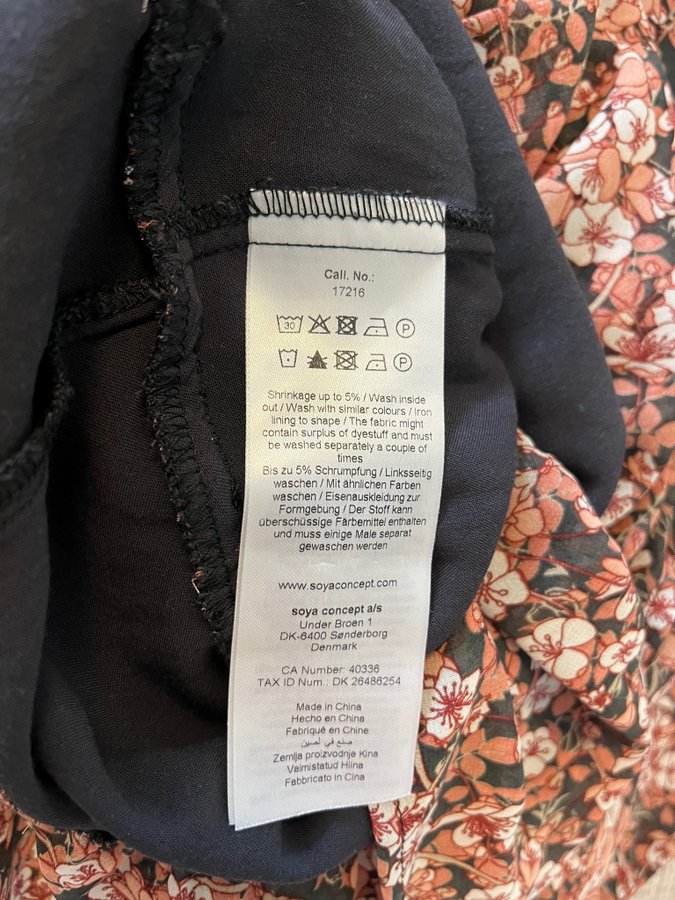 Call. No.:
17216
30 P
P
Shrinkage up to 5% / Wash inside
out / Wash with similar colours / Iron
lining to shape / The fabric might
contain surplus of dyestuff and must
be washed separately a couple of
times
Bis zu 5% Schrumpfung / Linksseitig
waschen / Mit ähnlichen Farben
waschen / Eisenauskleidung zur
Formgebung / Der Stoff kann
überschüssige Färbemittel enthalten
und muss einige Male separat
gewaschen werden
www.soyaconcept.com
soya concept a/s
Under Broen 1
DK-6400 Sønderborg
Denmark
CA Number: 40336
TAX ID Num.: DK 26486254
Made in China
Hecho en China
Fabriqué en Chine
صنع في الصين
Zemlja proizvodnje Kina
Valmistatud Hiina
Fabbricato in Cina